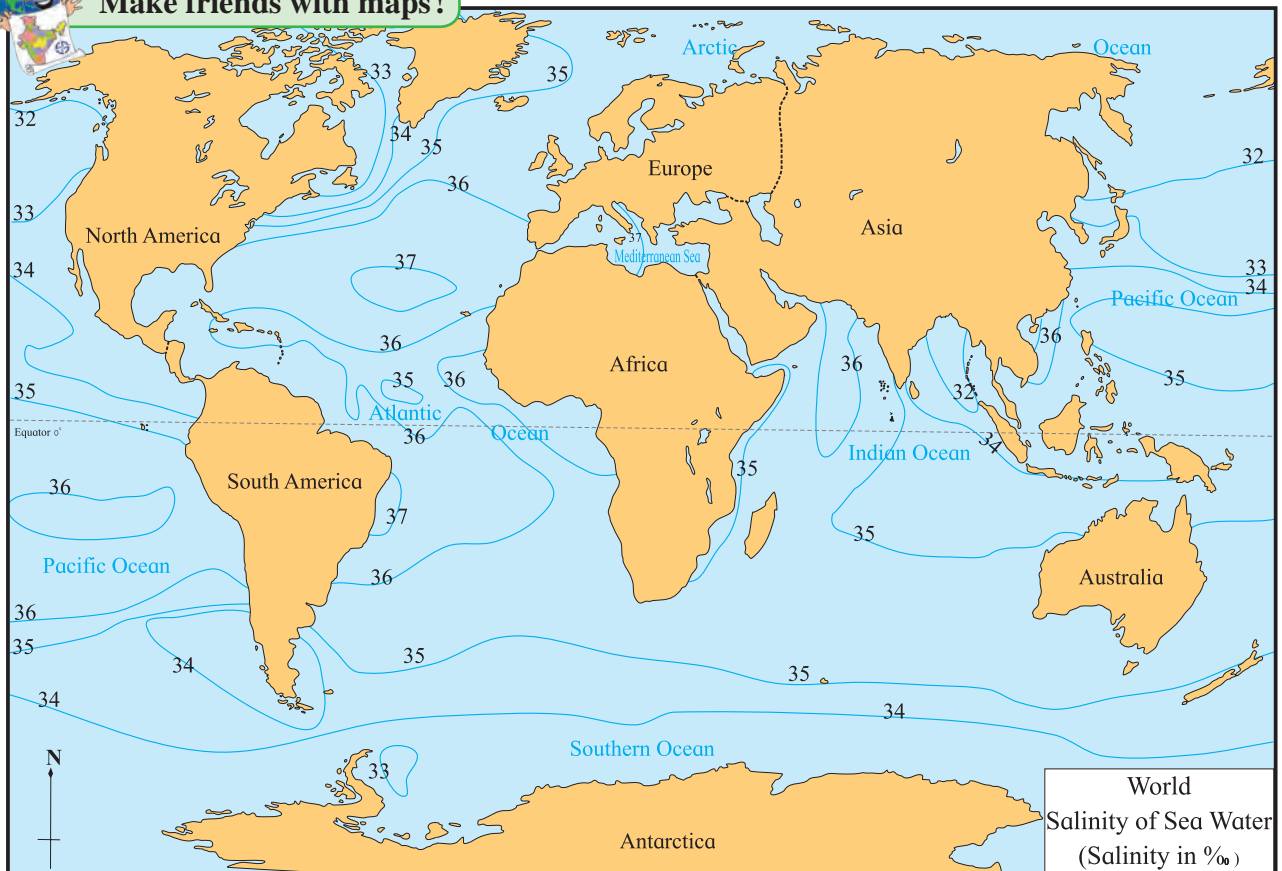 Make friends with maps!
Arctic
Ocean
33
35
32
34
35
Europe
32
36
33
North America
Asia
37
Mediterranean Sea
34
37
33
34
Pacific Ocean
36
36
Africa
36
35
36
32
35
35
Atlantic
Equator 0°
36
Ocean
34
Indian Ocean
35
South America
36
37
35
Pacific Ocean
36
Australia
36
35
35
34
35
34
34
Southern Ocean
N
33
World
Salinity of Sea Water
(Salinity in ‰)
Antarctica